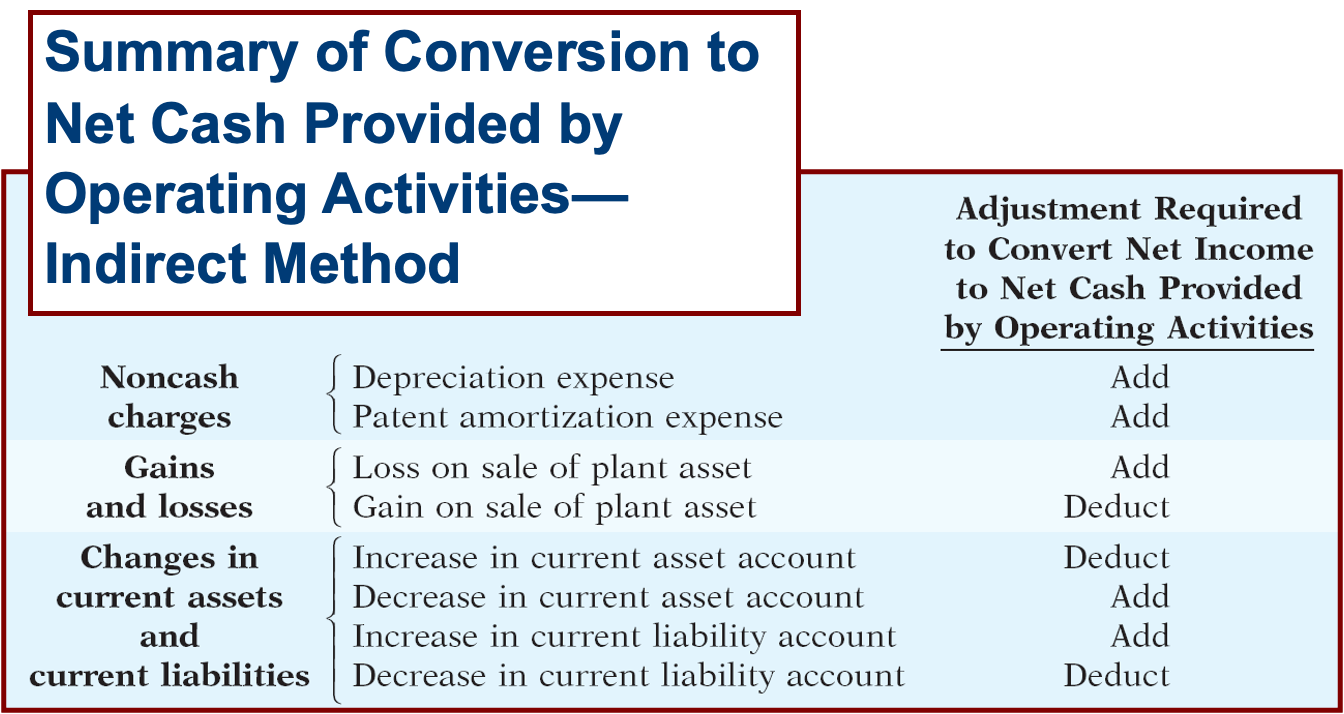 Summary of Conversion to
Net Cash Provided by
Operating Activities—
Indirect Method
Adjustment Required
to Convert Net Income
to Net Cash Provided
by Operating Activities
Noncash
charges
Depreciation expense Add
Patent amortization expense Add
Gains
and losses
Loss on sale of plant asset Add
Gain on sale of plant asset Deduct
Changes in
current assets
and
current liabilities
Increase in current asset account Deduct
Decrease in current asset account Add
Increase in current liability account Add
Decrease in current liability account Deduct